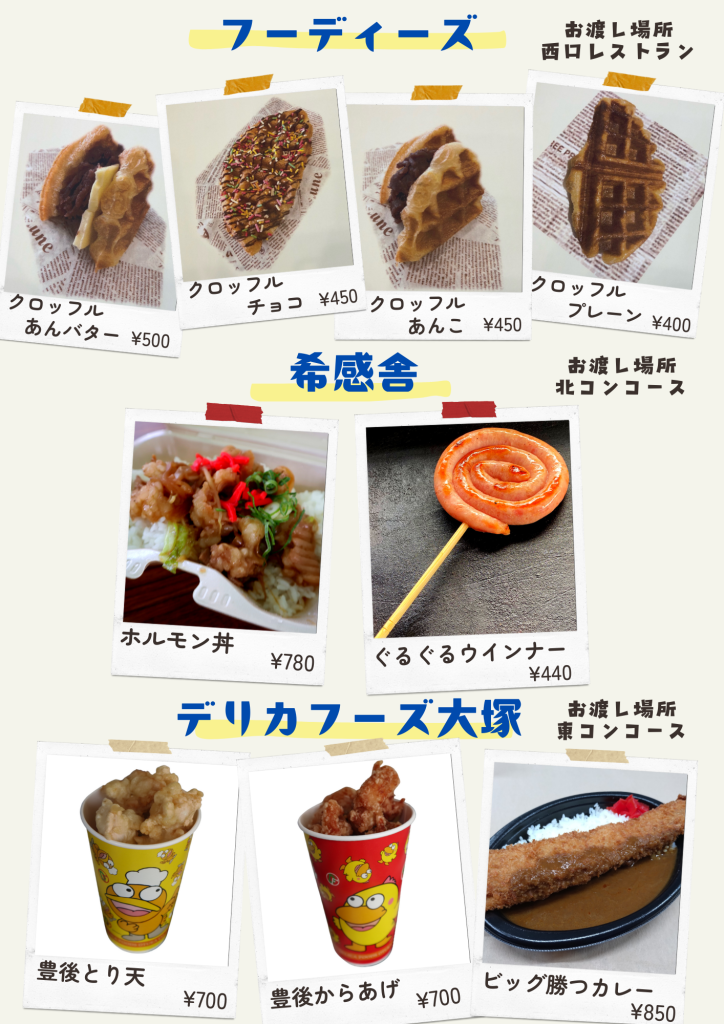 フーディーズ
お渡し場所
西口レストラン
クロッフル
あんバター ¥500
クロッフル
チョコ ¥450
クロッフル
あんこ ¥450
クロッフル
プレーン ¥400
希感舎
お渡し場所
北コンコース
ホルモン丼
¥780
ぐるぐるウインナー
¥440
デリカフーズ大塚
お渡し場所
東コンコース
豊後とり天
¥700
豊後からあげ ¥700
ビッグ勝つカレー
¥850